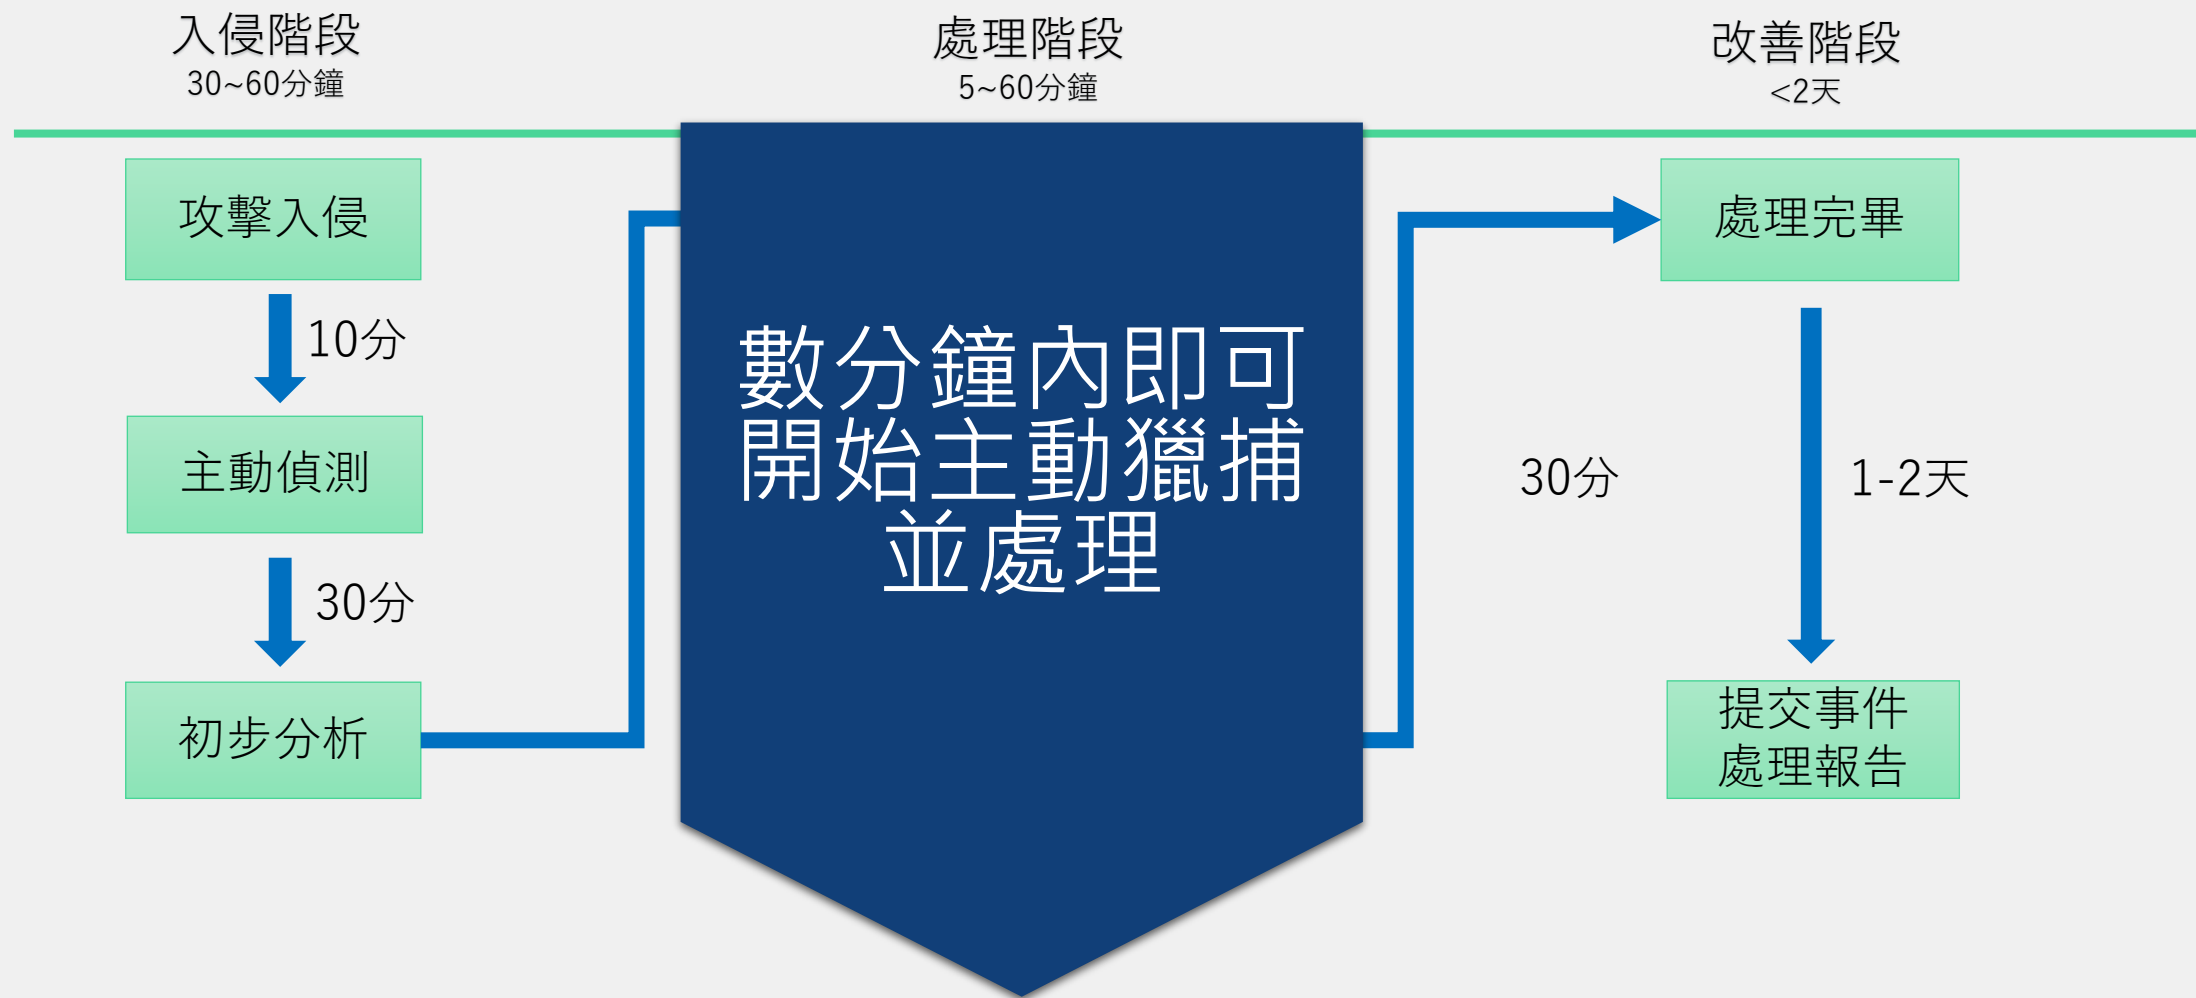 入侵階段
30~60分鐘
處理階段
5~60分鐘
改善階段
<2天
攻擊入侵
10分
主動偵測
30分
初步分析
數分鐘內即可
開始主動獵捕
並處理
30分
處理完畢
1-2天
提交事件
處理報告